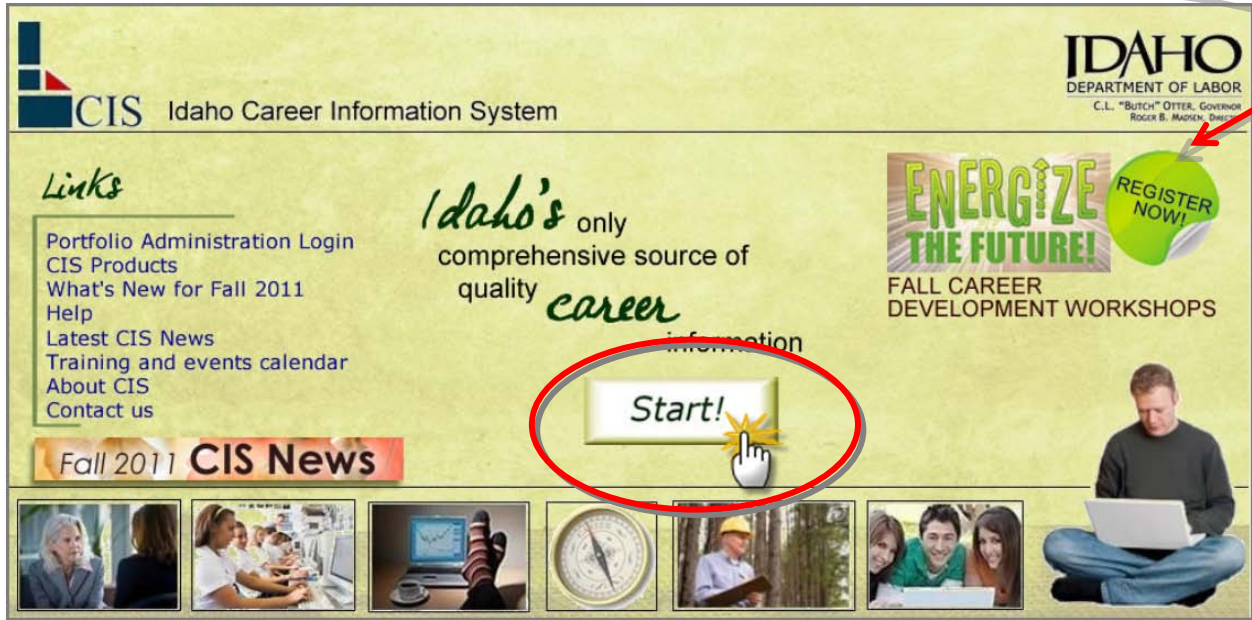 CIS Idaho Career Information System
IDAHO
DEPARTMENT OF LABOR
C.L. "BUTCH" OTTER, GOVERNOR
ROGER B. MADSEN,
Links
Portfolio Administration Login
CIS Products
What's New for Fall 2011
Help
Latest CIS News
Training and events calendar
About CIS
Contact us
Fall 2011 CIS News
Idaho's only
comprehensive source of
quality career
information
Start!
ENERGIZE
THE FUTURE!
REGISTER
NOW!
FALL CAREER
DEVELOPMENT WORKSHOPS